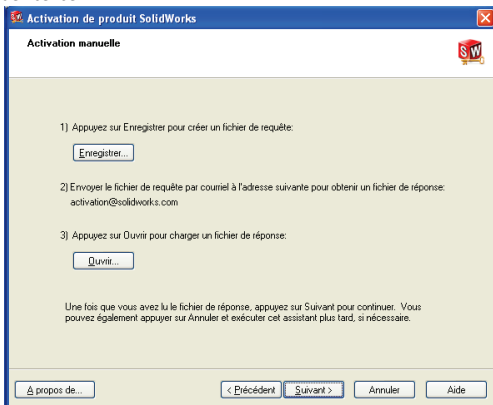 Activation de produit SolidWorks
Activation manuelle
SW
1) Appuyez sur Enregistrer pour créer un fichier de requête:
Enregistrer...
2) Envoyer le fichier de requête par courriel à l'adresse suivante pour obtenir un fichier de réponse:
activation@solidworks.com
3) Appuyez sur Ouvrir pour charger un fichier de réponse:
Ouvrir...
Une fois que vous avez lu le fichier de réponse, appuyez sur Suivant pour continuer. Vous
pouvez également appuyer sur Annuler et exécuter cet assistant plus tard, si nécessaire.
A propos de... < Précédent Suivant > Annuler Aide